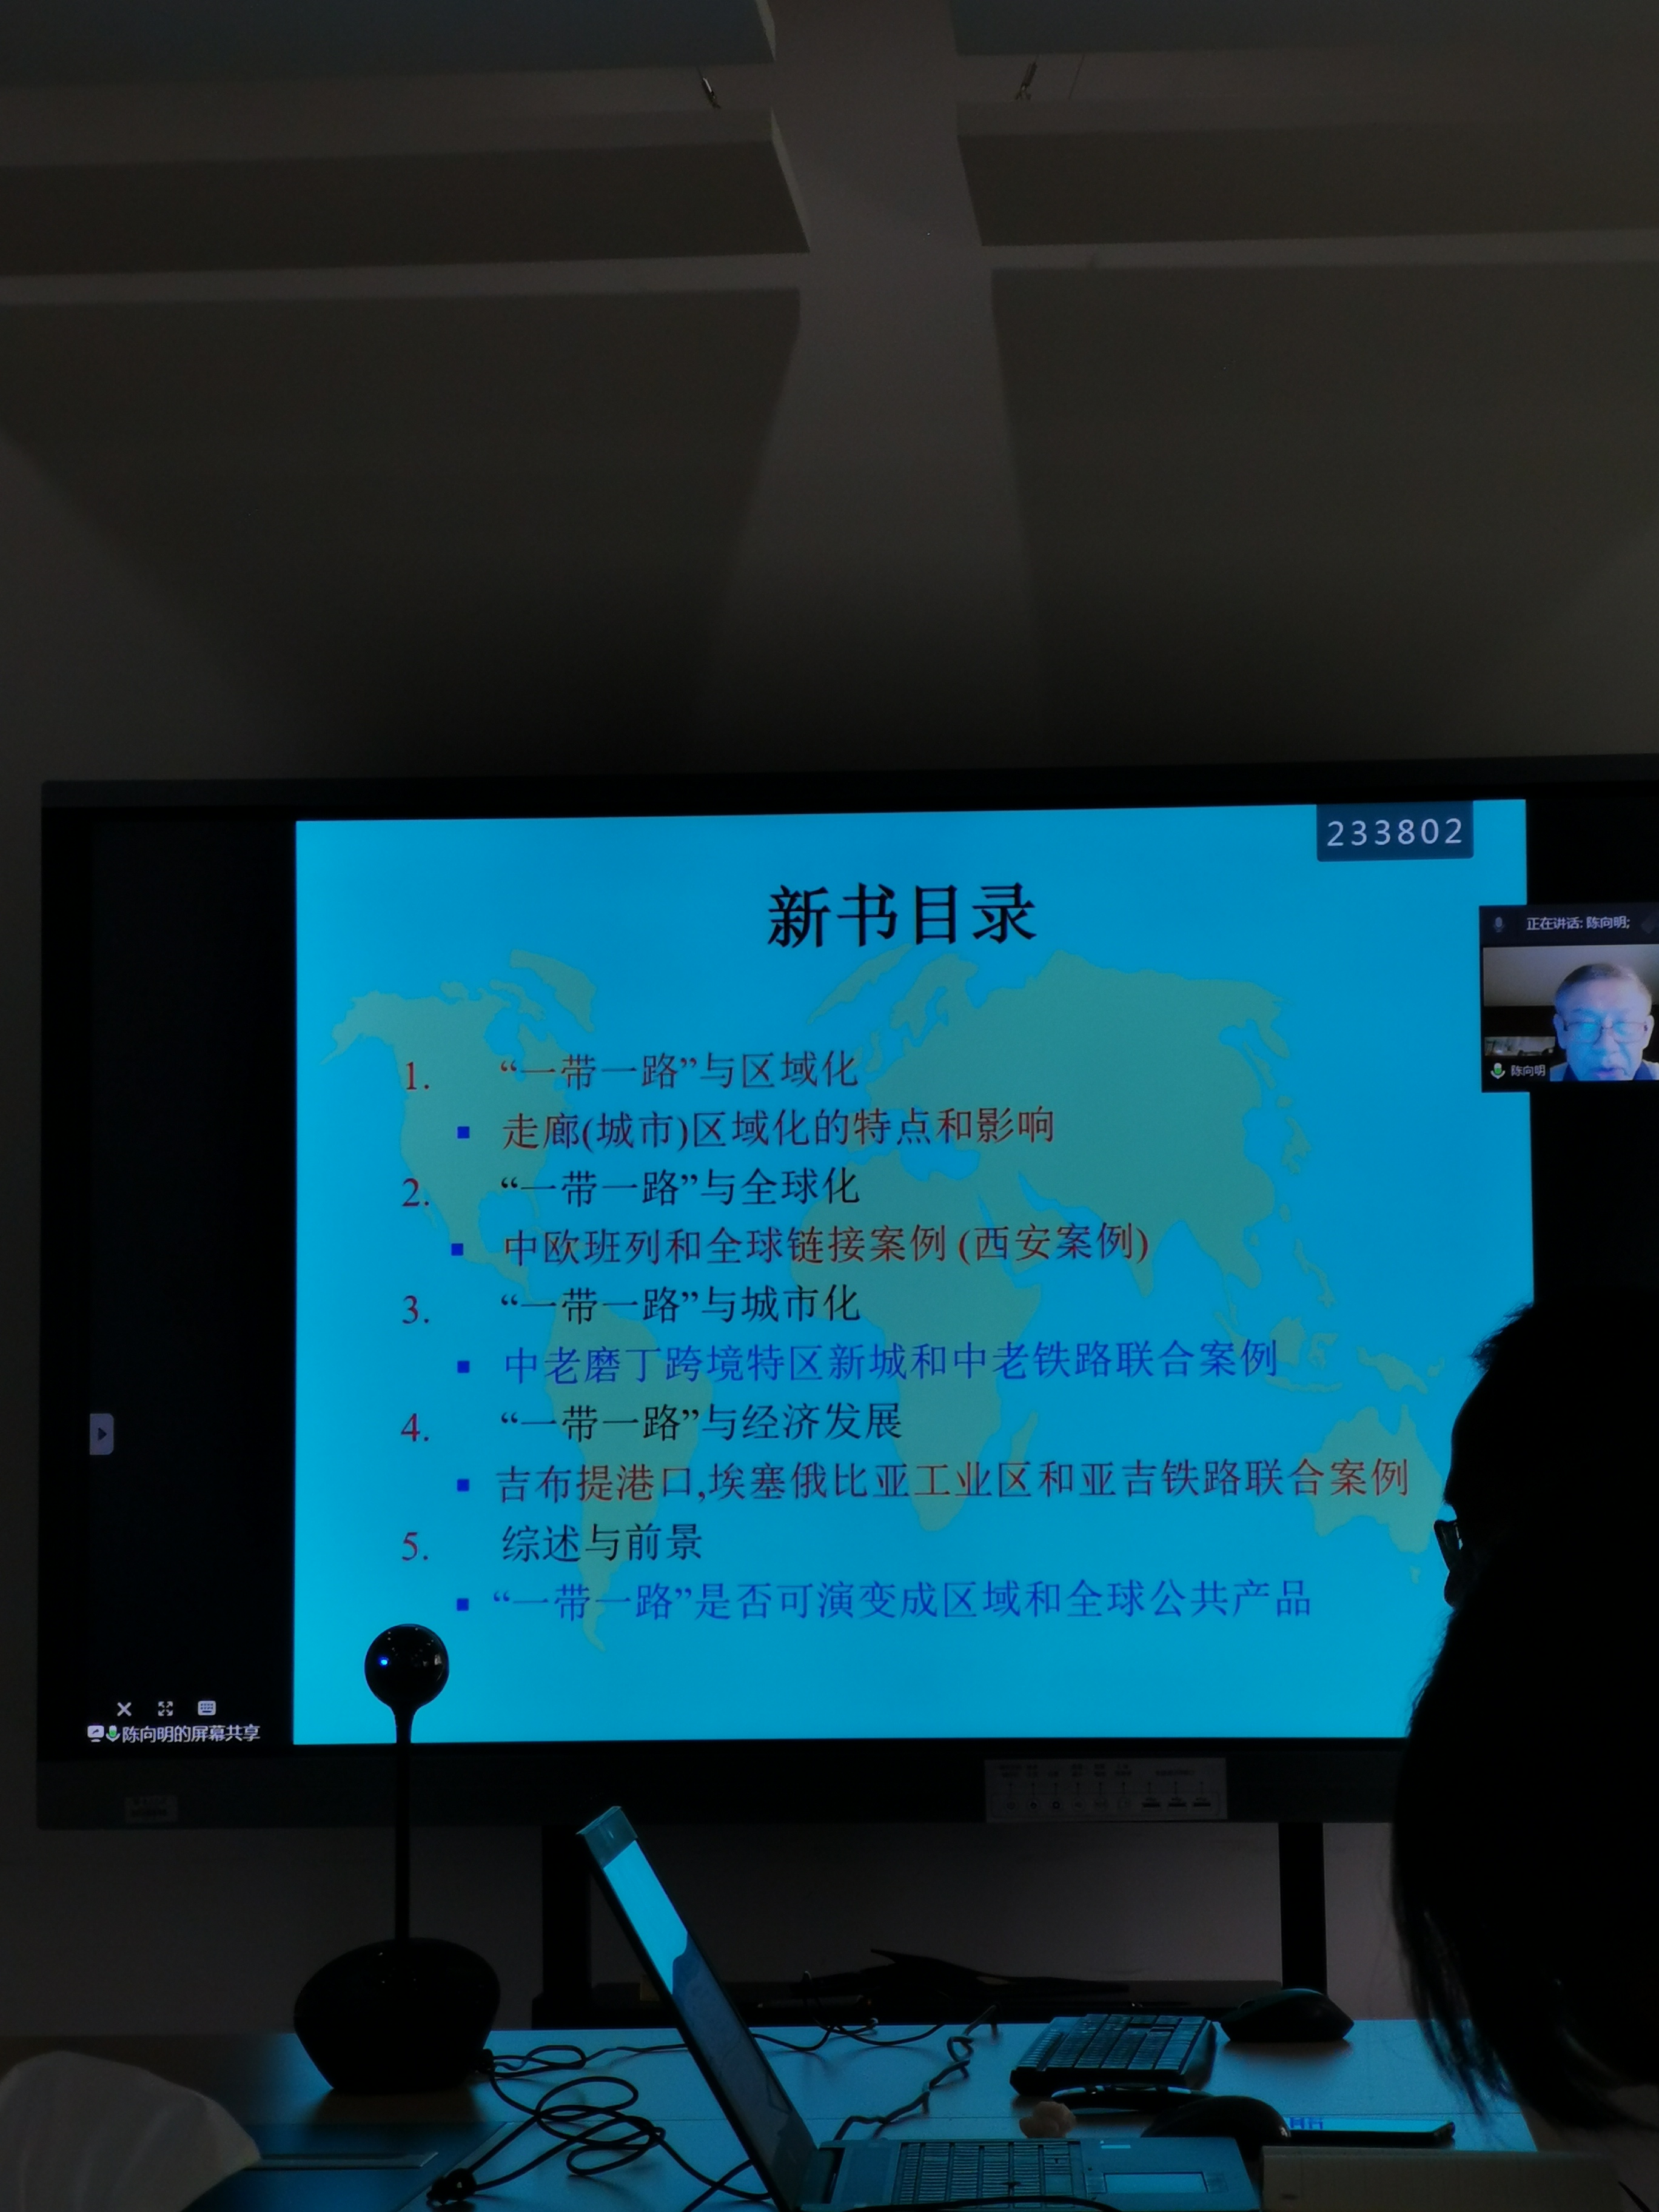 233802
新书目录
正在讲话: 陈向明;
陈向明
1. “一带一路”与区域化
▪ 走廊(城市)区域化的特点和影响
2. “一带一路”与全球化
▪ 中欧班列和全球链接案例 (西安案例)
3. “一带一路”与城市化
▪ 中老磨丁跨境特区新城和中老铁路联合案例
4. “一带一路”与经济发展
▪ 吉布提港口,埃塞俄比亚工业区和亚吉铁路联合案例
5. 综述与前景
▪ “一带一路”是否可演变成区域和全球公共产品
陈向明的屏幕共享